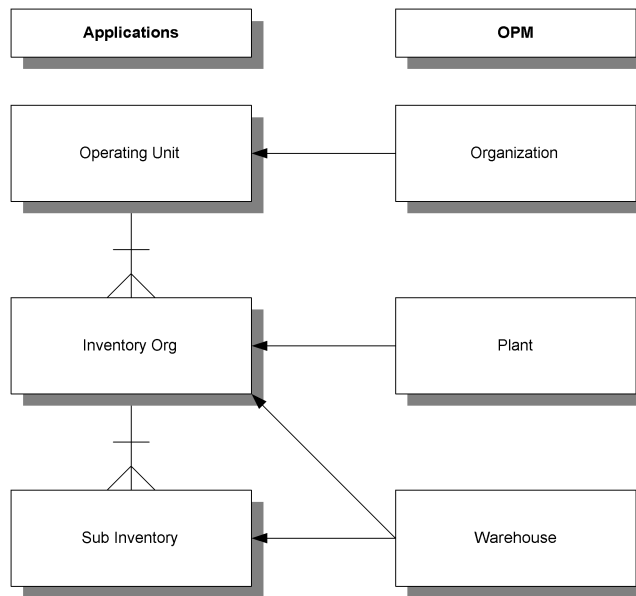 Applications
OPM
Operating Unit
Organization
Inventory Org
Plant
Sub Inventory
Warehouse